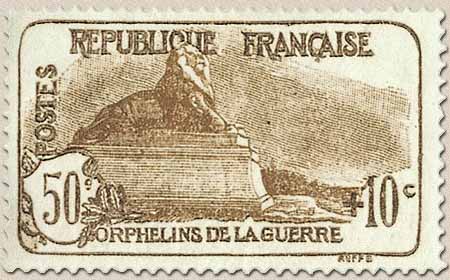 REPUBLIQUE FRANÇAISE
POSTES
50c
+10c
ORPHELINS DE LA GUERRE
RUFFE